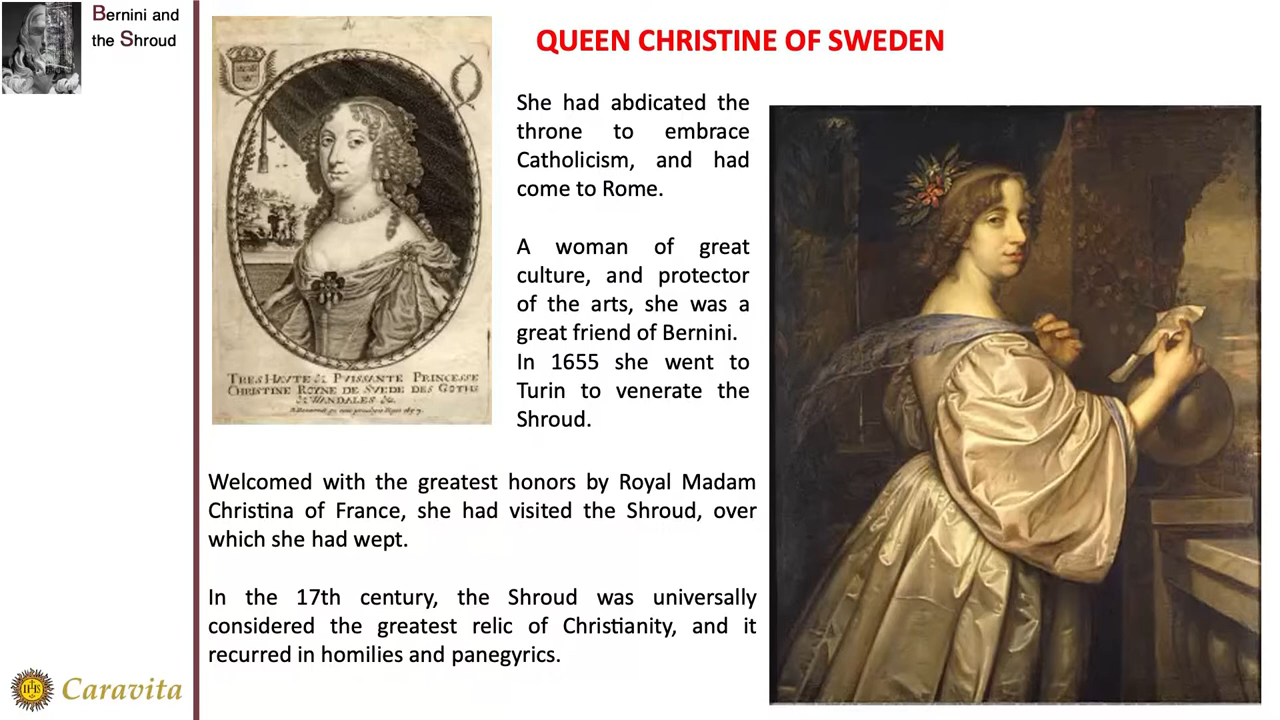 Bernini and
the Shroud
QUEEN CHRISTINE OF SWEDEN
TRES HAVTE & PVISSANTE PRINCESSE
CHRISTINE ROYNE DE SVEDE DES GOTHS
& WANDALES &c.
She had abdicated the
throne to embrace
Catholicism, and had
come to Rome.
A woman of great
culture, and protector
of the arts, she was a
great friend of Bernini.
In 1655 she went to
Turin to venerate the
Shroud.
Welcomed with the greatest honors by Royal Madam
Christina of France, she had visited the Shroud, over
which she had wept.
In the 17th century, the Shroud was universally
considered the greatest relic of Christianity, and it
recurred in homilies and panegyrics.
IHS
Caravita